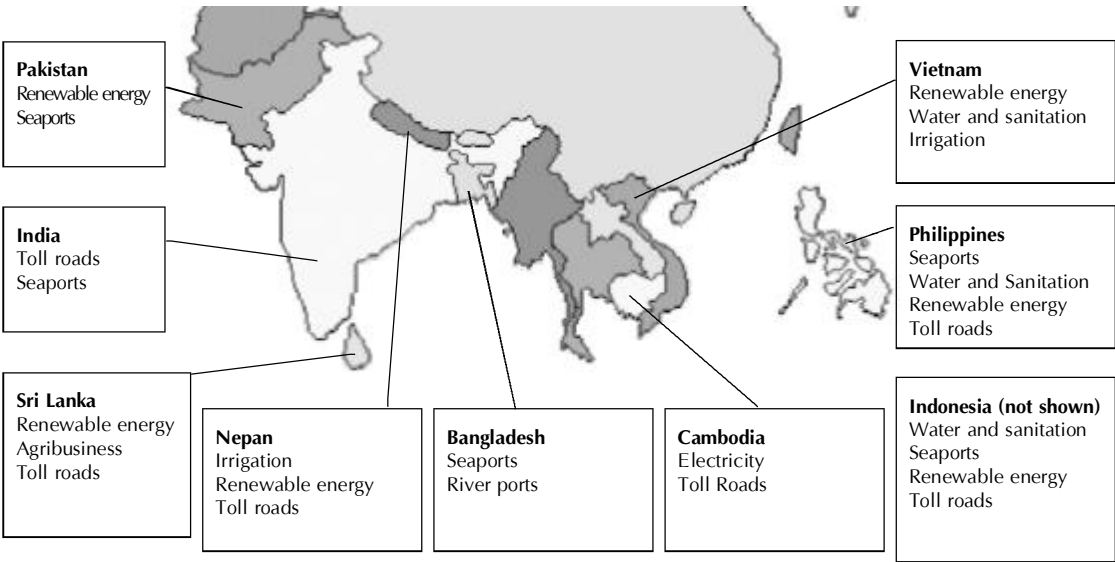 Pakistan
Renewable energy
Seaports
India
Toll roads
Seaports
Sri Lanka
Renewable energy
Agribusiness
Toll roads
Nepan
Irrigation
Renewable energy
Toll roads
Bangladesh
Seaports
River ports
Cambodia
Electricity
Toll Roads
Vietnam
Renewable energy
Water and sanitation
Irrigation
Philippines
Seaports
Water and Sanitation
Renewable energy
Toll roads
Indonesia (not shown)
Water and sanitation
Seaports
Renewable energy
Toll roads